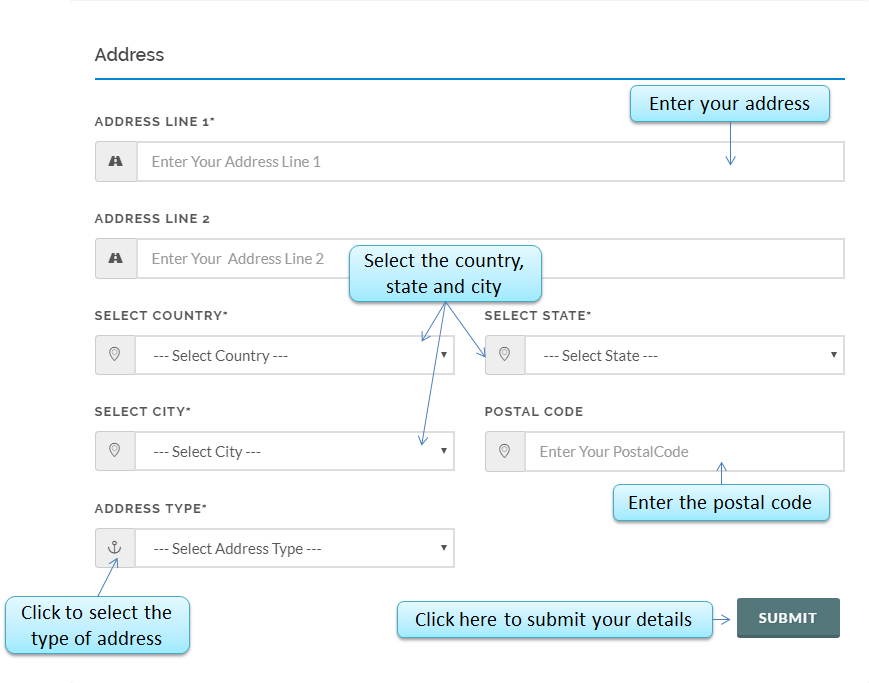 Address
Enter your address
ADDRESS LINE 1*
Enter Your Address Line 1
ADDRESS LINE 2
Enter Your  Address Line 2
Select the country,
state and city
SELECT COUNTRY*
SELECT STATE*
--- Select Country ---
--- Select State ---
SELECT CITY*
POSTAL CODE
--- Select City ---
Enter Your PostalCode
Enter the postal code
ADDRESS TYPE*
--- Select Address Type ---
Click to select the
type of address
Click here to submit your details
SUBMIT